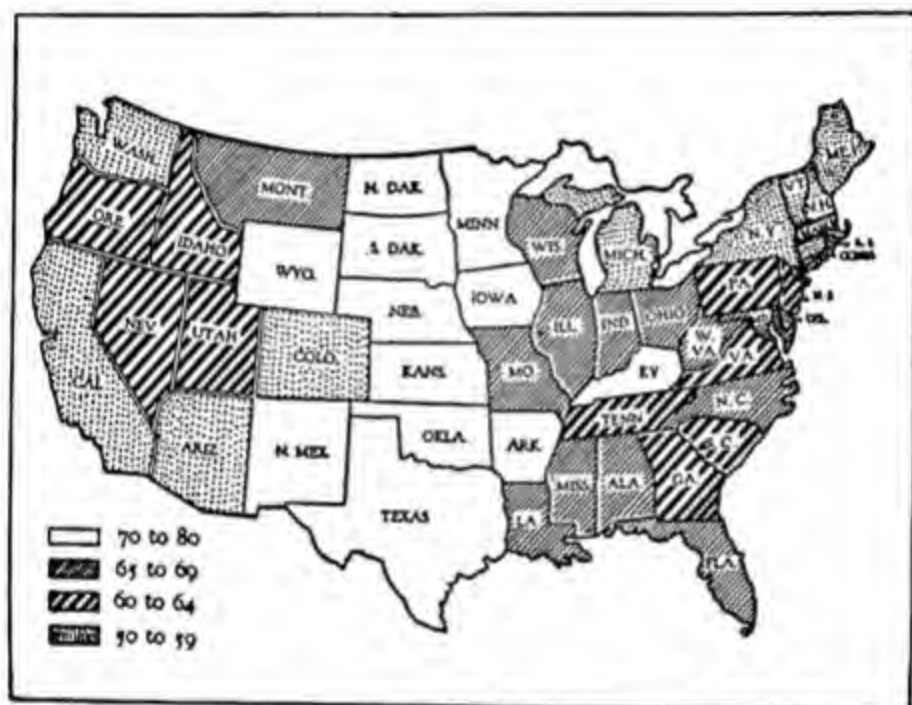 WASH.
MONT.
N. DAK.
MINN
ME.
VT.
N.H.
ORE.
IDAHO
S. DAK.
WIS.
MICH.
N.Y.
WYO.
IOWA
PA.
NEB.
NEV.
UTAH
ILL.
IND.
OHIO
W. VA.
VA.
CAL.
COLO.
KANS.
MO.
KY
N.C.
TENN
ARIZ.
N. MEX.
OKLA.
ARK.
S.C.
MISS.
ALA
GA.
TEXAS
LA.
FLA.
70 to 80
65 to 69
60 to 64
50 to 59